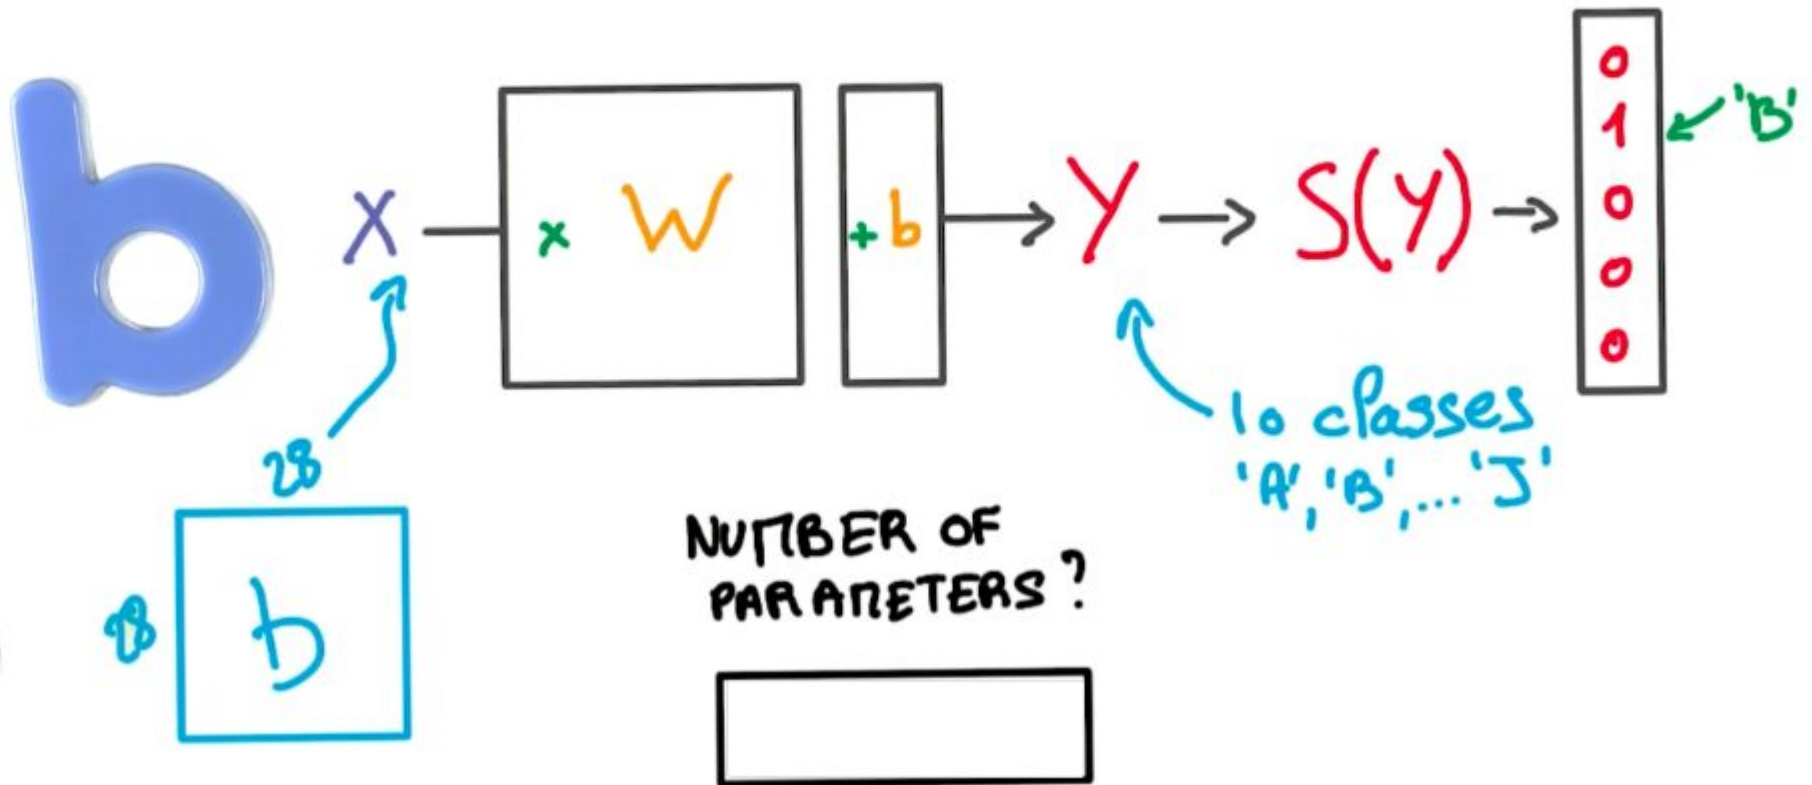 b
X
x W
+ b
Y
S(Y)
0
1
0
0
0
'B'
28
28
b
10 classes
'A', 'B', ... 'J'
NUMBER OF
PARAMETERS?